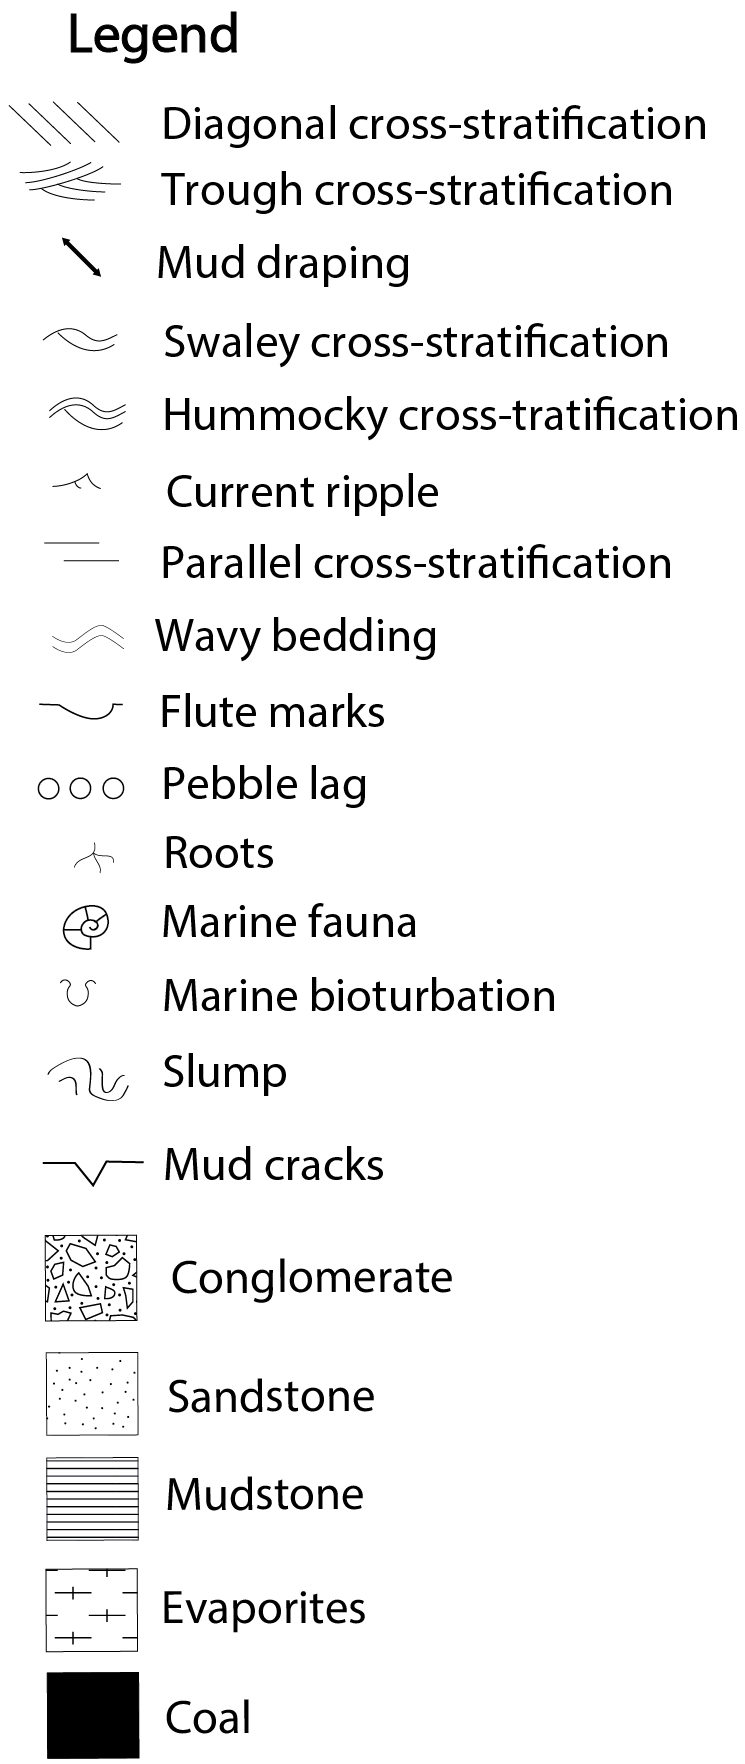 Legend
Diagonal cross-stratification
Trough cross-stratification
Mud draping
Swaley cross-stratification
Hummocky cross-tratification
Current ripple
Parallel cross-stratification
Wavy bedding
Flute marks
Pebble lag
Roots
Marine fauna
Marine bioturbation
Slump
Mud cracks
Conglomerate
Sandstone
Mudstone
Evaporites
Coal